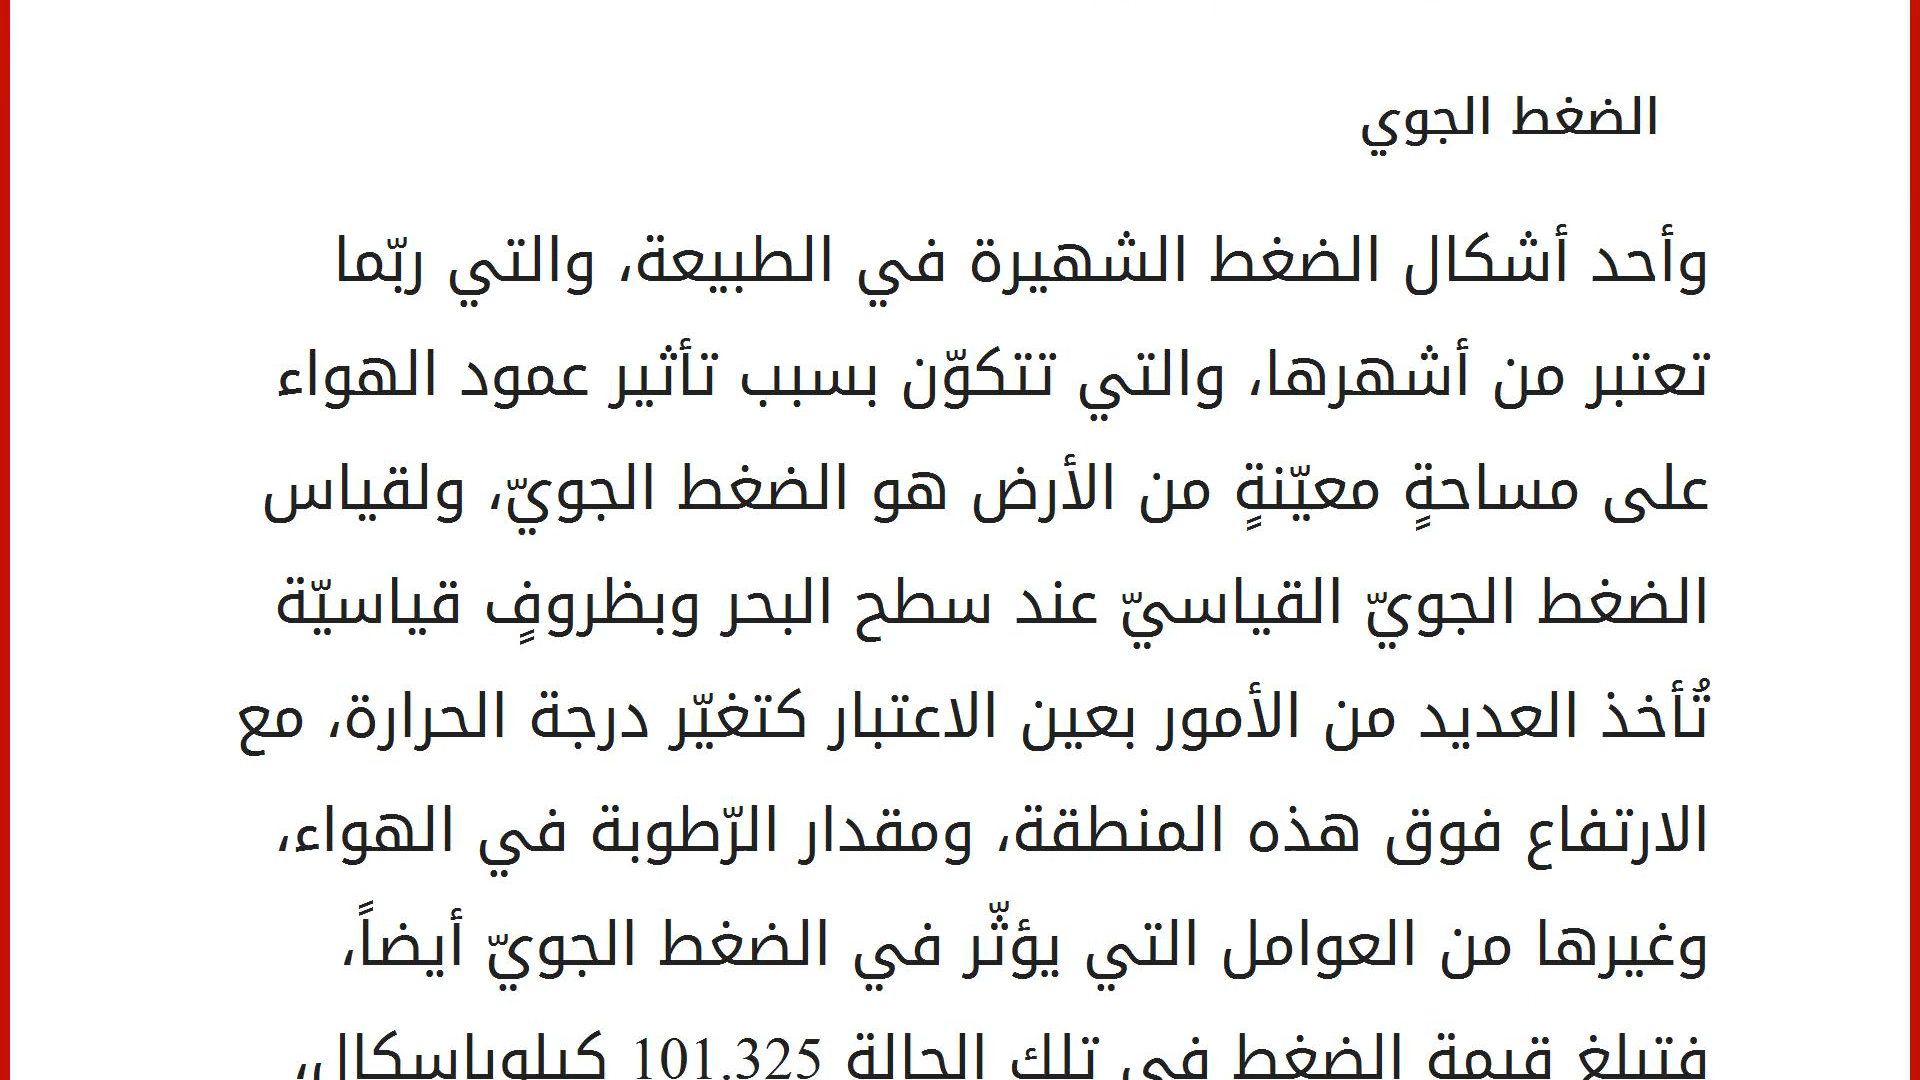 الضغط الجوي
وأحد أشكال الضغط الشهيرة في الطبيعة، والتي ربّما
تعتبر من أشهرها، والتي تتكوّن بسبب تأثير عمود الهواء
على مساحةٍ معيّنةٍ من الأرض هو الضغط الجويّ، ولقياس
الضغط الجويّ القياسيّ عند سطح البحر وبظروفٍ قياسيّة
تُأخذ العديد من الأمور بعين الاعتبار كتغيّر درجة الحرارة، مع
الارتفاع فوق هذه المنطقة، ومقدار الرّطوبة في الهواء،
وغيرها من العوامل التي يؤثّر في الضغط الجويّ أيضاً،
فتبلغ قيمة الضغط في تلك الحالة 101.325 كيلوباسكال،